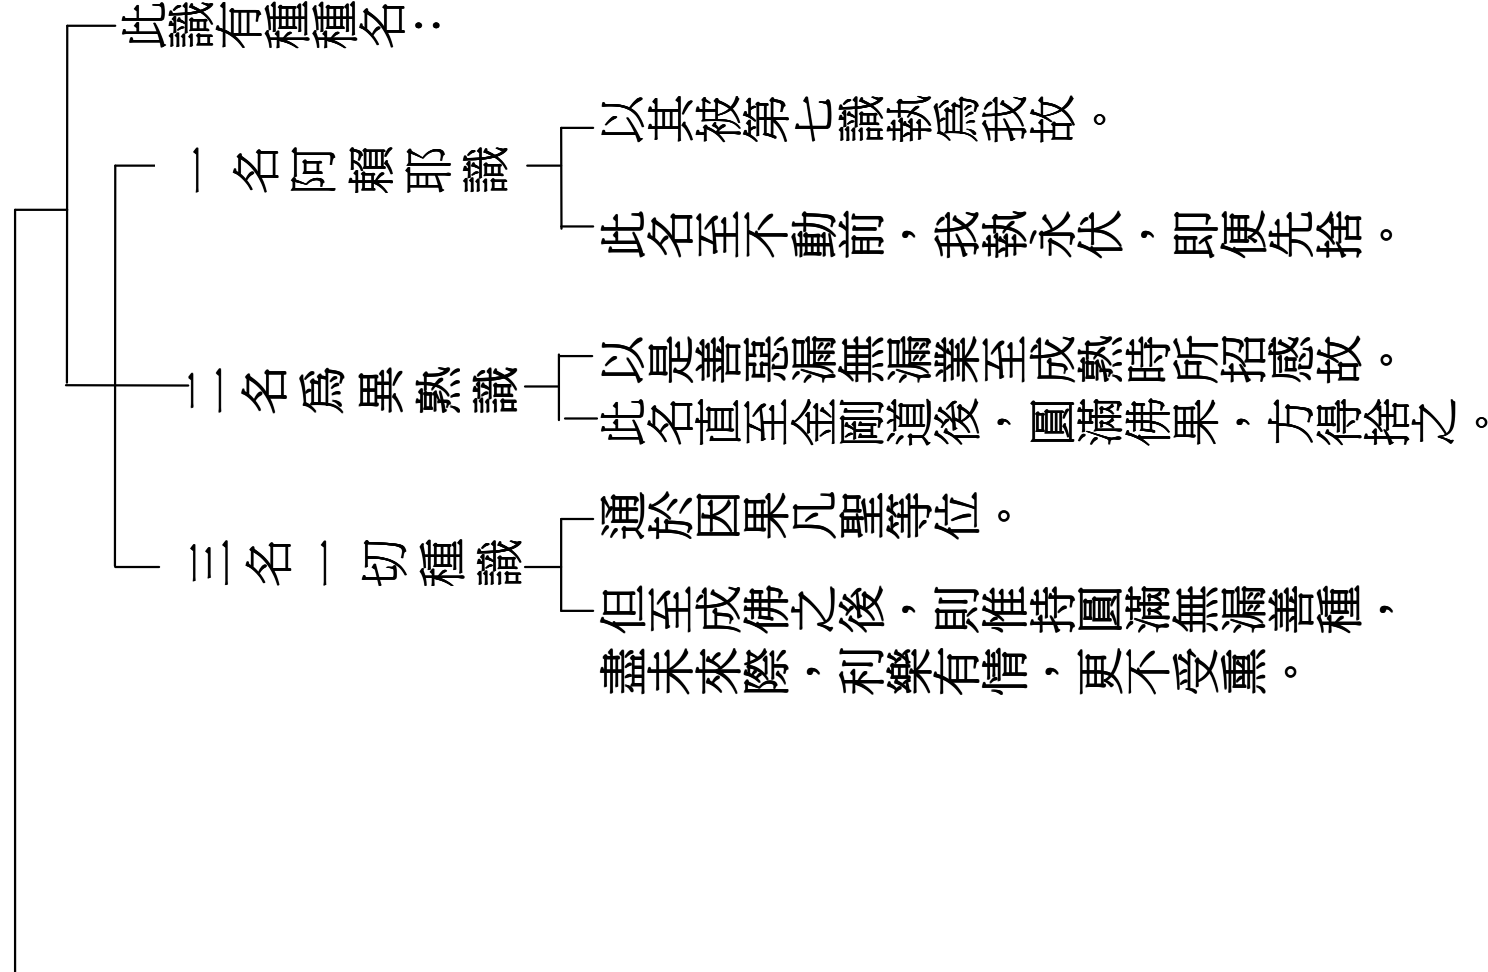 此識有種種名：
一名阿賴耶識
以其被第七識執為我故。
此名至不動前，我執永伏，即便先捨。
二名為異熟識
以是善惡漏無漏業至成熟時所招感故。
此名直至金剛道後，圓滿佛果，方得捨之。
三名一切種識
通於因果凡聖等位。
但至成佛之後，則惟持圓滿無漏善種，
盡未來際，利樂有情，更不受熏。